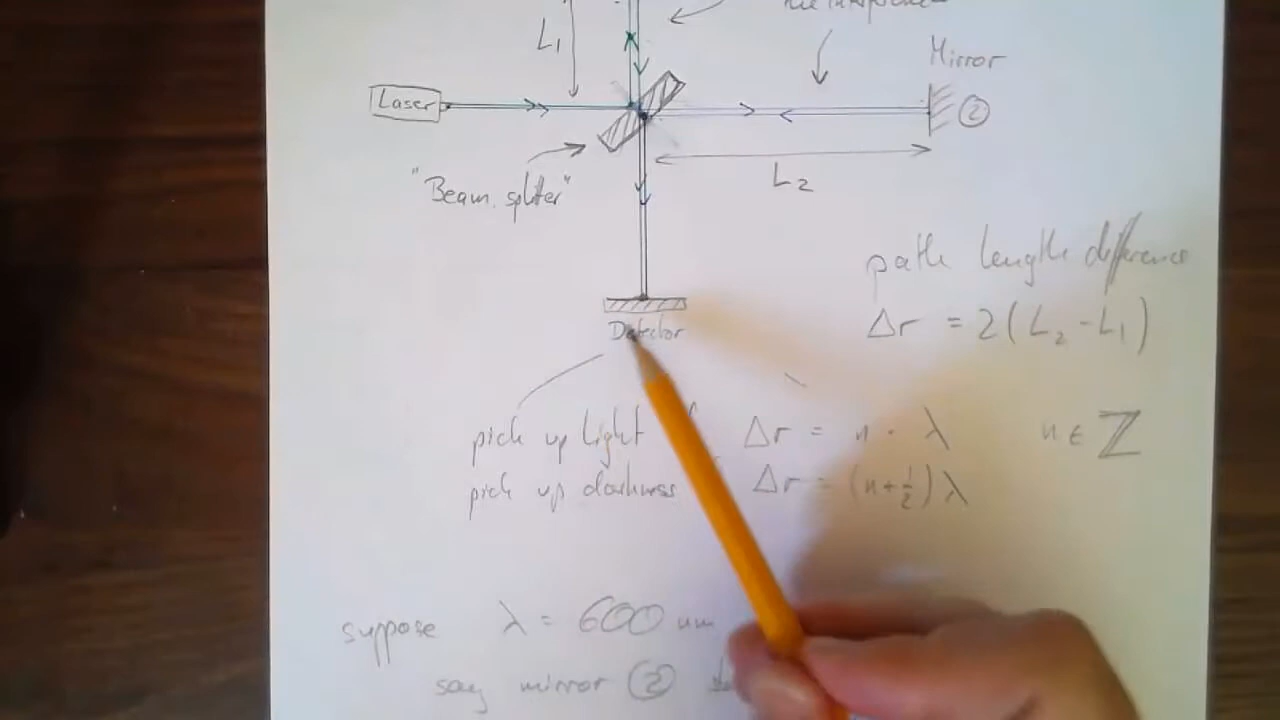 L₁
Mirror
Laser
②
"Beam spliter"
L₂
path length difference
Δr = 2(L₂-L₁)
Detector
pick up light Δr = n · λ n ∈ ℤ
pick up darkness Δr = (n+½)λ
suppose λ = 600 nm
say mirror ②